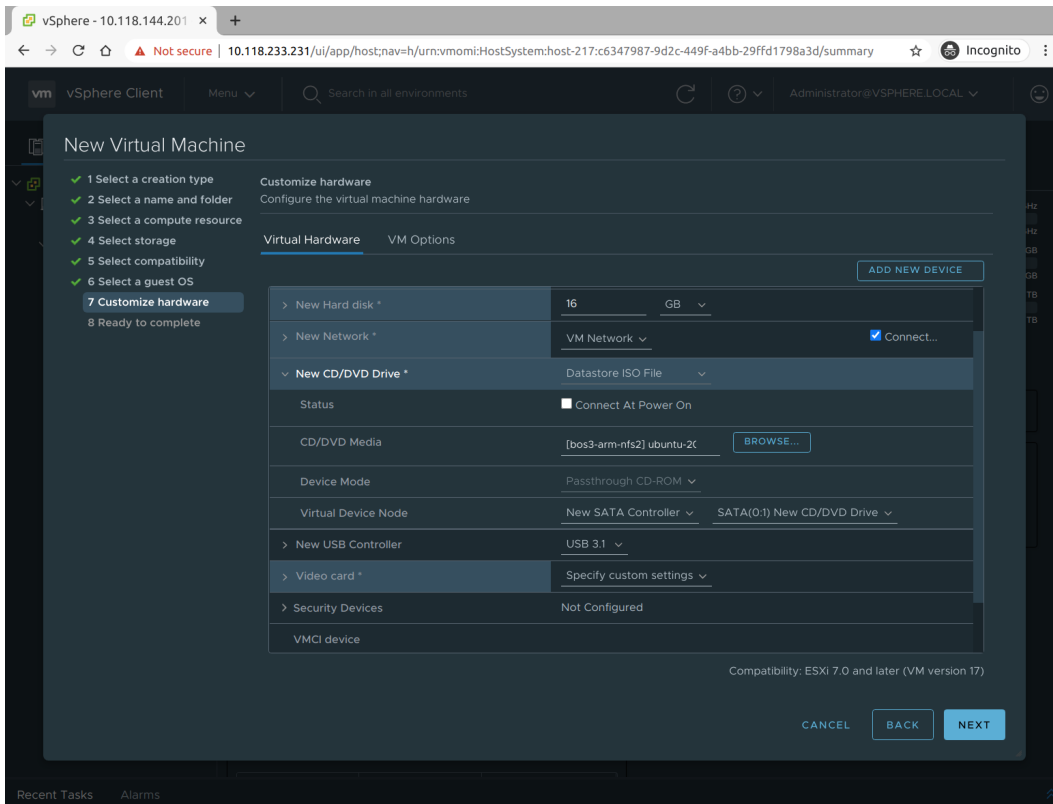 vSphere - 10.118.144.201 × +
Not secure | 10.118.233.231/ui/app/host;nav=h/urn:vmomi:HostSystem:host-217:c6347987-9d2c-449f-a4bb-29ffd1798a3d/summary Incognito
vm vSphere Client Menu Search in all environments Administrator@VSPHERE.LOCAL
New Virtual Machine
1 Select a creation type
2 Select a name and folder
3 Select a compute resource
4 Select storage
5 Select compatibility
6 Select a guest OS
7 Customize hardware
8 Ready to complete
Customize hardware
Configure the virtual machine hardware
Virtual Hardware VM Options
ADD NEW DEVICE
New Hard disk * 16 GB
New Network * VM Network Connect...
New CD/DVD Drive * Datastore ISO File
Status Connect At Power On
CD/DVD Media [bos3-arm-nfs2] ubuntu-20 BROWSE...
Device Mode Passthrough CD-ROM
Virtual Device Node New SATA Controller SATA(0:1) New CD/DVD Drive
New USB Controller USB 3.1
Video card * Specify custom settings
Security Devices Not Configured
VMCI device
Compatibility: ESXi 7.0 and later (VM version 17)
CANCEL BACK NEXT
Hz
Hz
GB
GB
TB
TB
Recent Tasks Alarms